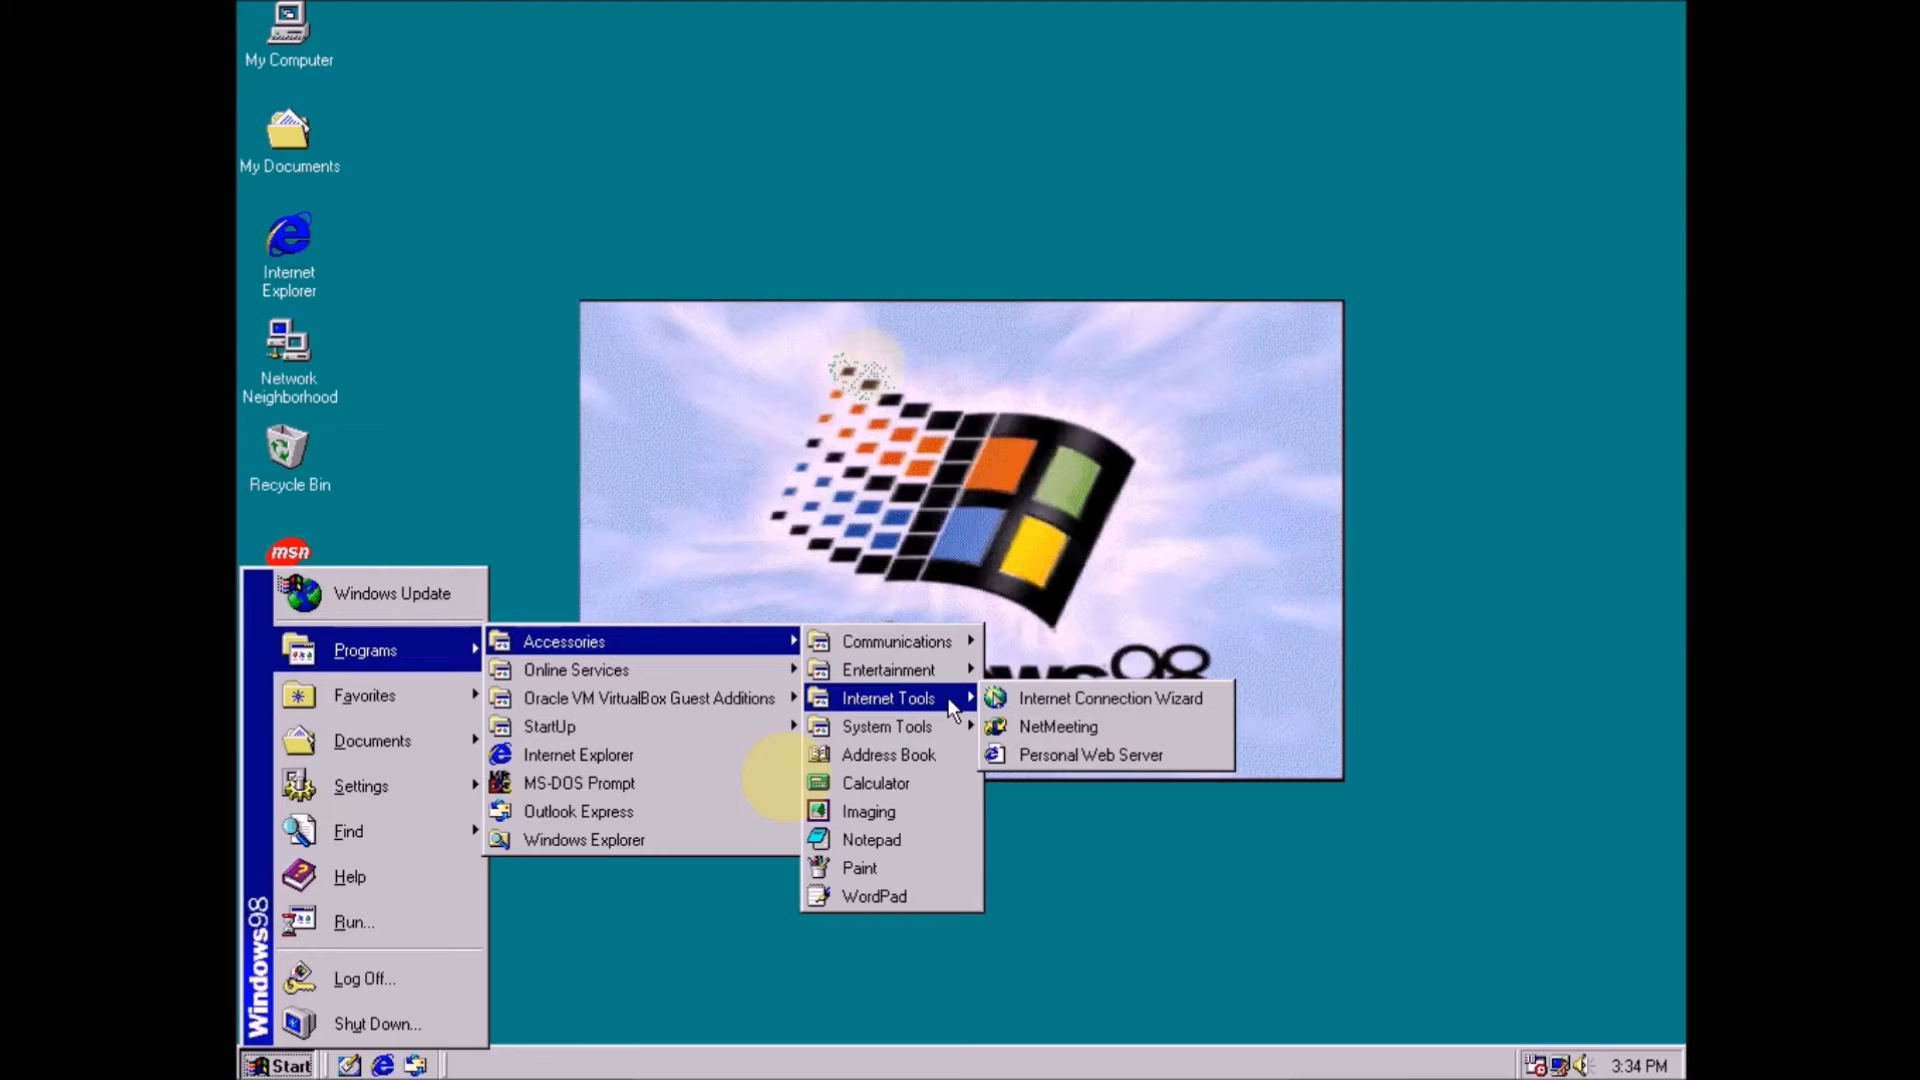 My Computer
My Documents
Internet
Explorer
Network
Neighborhood
Recycle Bin
msn
Windows Update
Programs
Favorites
Documents
Settings
Find
Help
Run...
Log Off...
Shut Down...
Windows98
Accessories
Online Services
Oracle VM VirtualBox Guest Additions
StartUp
Internet Explorer
MS-DOS Prompt
Outlook Express
Windows Explorer
Communications
Entertainment
Internet Tools
System Tools
Address Book
Calculator
Imaging
Notepad
Paint
WordPad
Internet Connection Wizard
NetMeeting
Personal Web Server
98
Start
3:34 PM